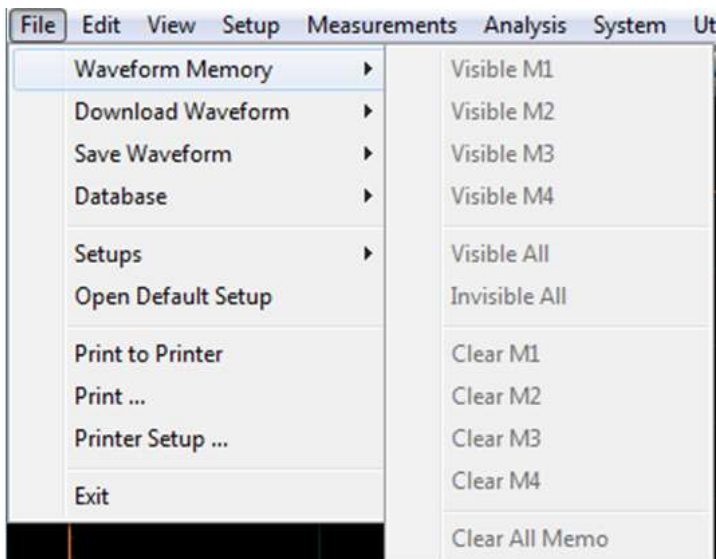 File Edit View Setup Measurements Analysis System Ut
Waveform Memory
Download Waveform
Save Waveform
Database
Setups
Open Default Setup
Print to Printer
Print ...
Printer Setup ...
Exit
Visible M1
Visible M2
Visible M3
Visible M4
Visible All
Invisible All
Clear M1
Clear M2
Clear M3
Clear M4
Clear All Memo